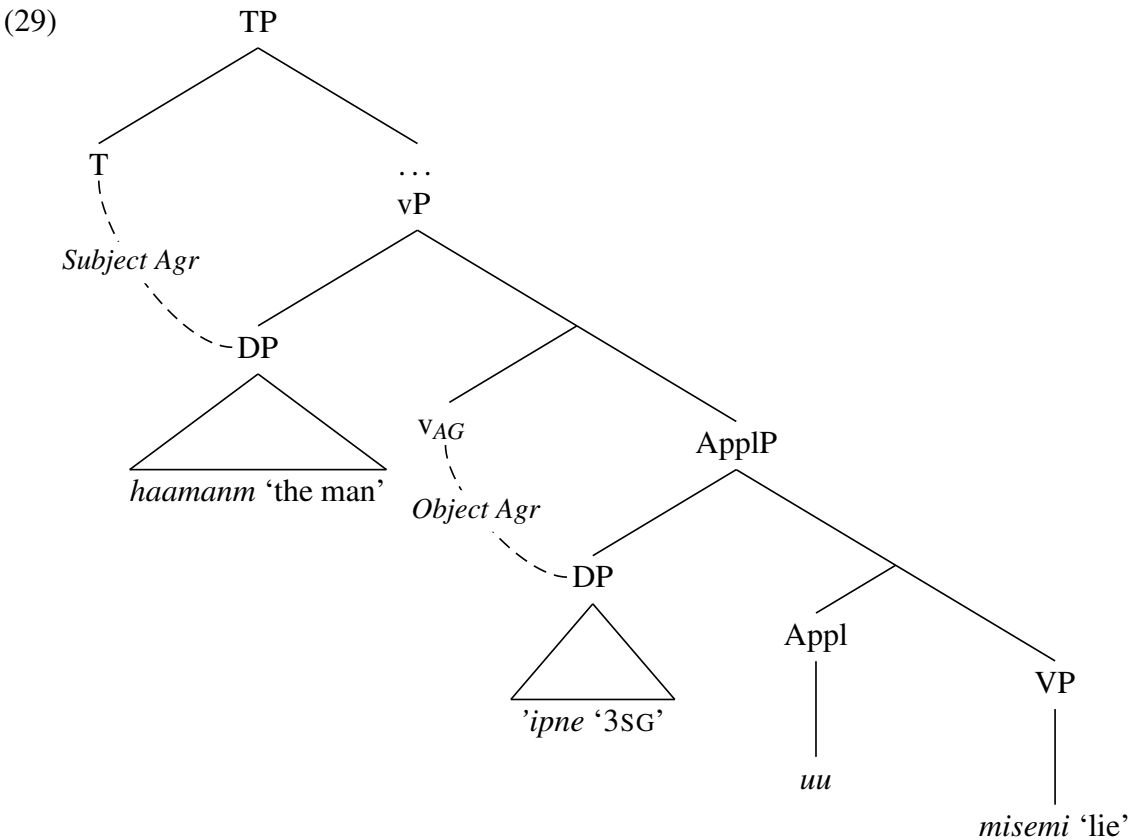 (29)
TP
T
...
vP
Subject Agr
DP
haamanm ‘the man’
vAG
ApplP
Object Agr
DP
’ipne ‘3SG’
Appl
VP
uu
misemi ‘lie’